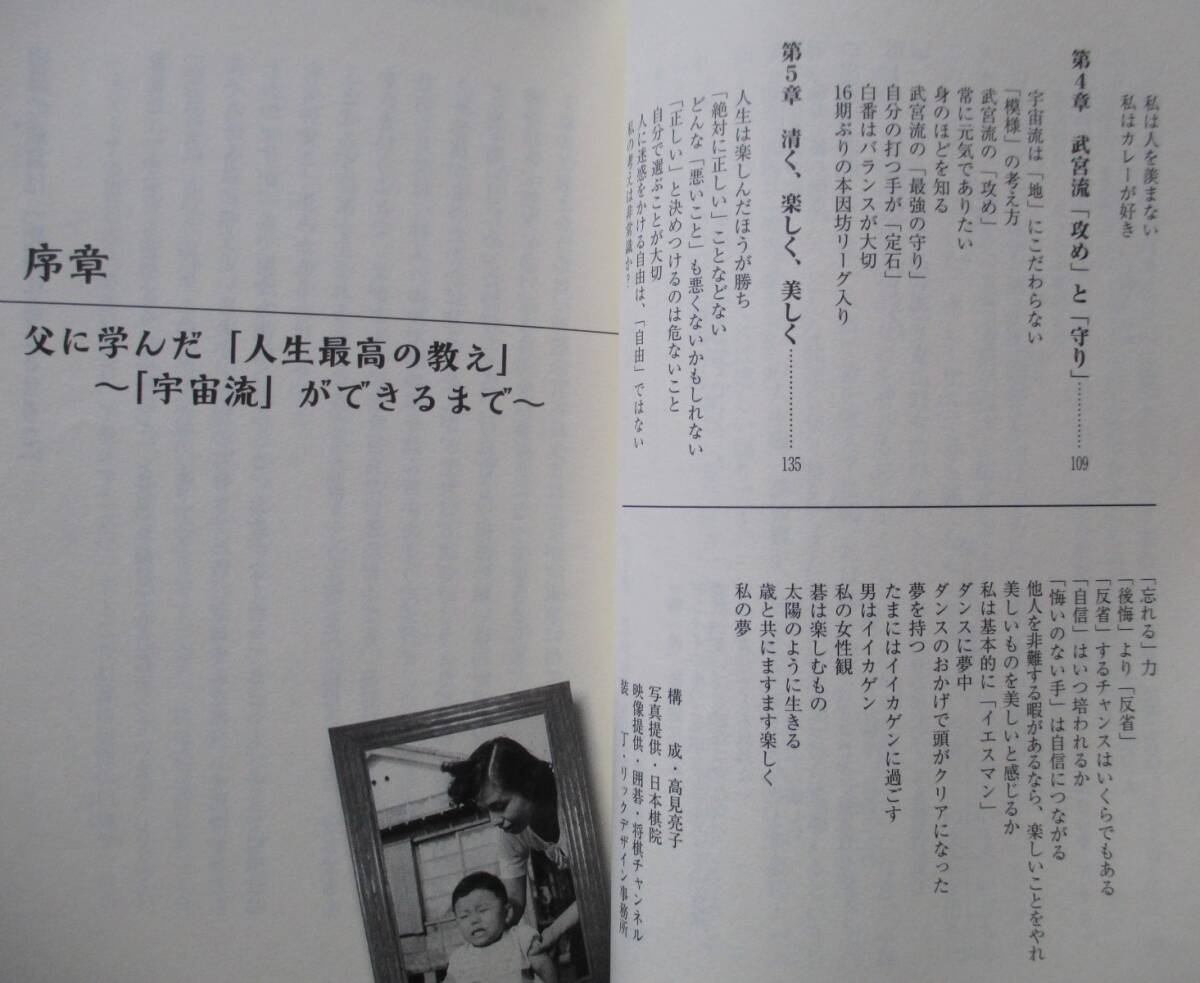 私は人を羨まない
私はカレーが好き
第4章　武宮流「攻め」と「守り」…………109
宇宙流は「地」にこだわらない
「模様」の考え方
武宮流の「攻め」
常に元気でありたい
身のほどを知る
武宮流の「最強の守り」
自分の打つ手が「定石」
白番はバランスが大切
16期ぶりの本因坊リーグ入り
第5章　清く、楽しく、美しく…………135
人生は楽しんだほうが勝ち
「絶対に正しい」ことなどない
どんな「悪いこと」も悪くないかもしれない
「正しい」と決めつけるのは危ないこと
自分で選ぶことが大切
人に迷惑をかける自由は、「自由」ではない
私の考えは非常識か?
「忘れる」力
「後悔」より「反省」
「反省」するチャンスはいくらでもある
「自信」はいつ培われるか
「悔いのない手」は自信につながる
他人を非難する暇があるなら、楽しいことをやれ
美しいものを美しいと感じるか
私は基本的に「イエスマン」
ダンスに夢中
ダンスのおかげで頭がクリアになった
夢を持つ
たまにはイイカゲンに過ごす
男はイイカゲン
私の女性観
碁は楽しむもの
太陽のように生きる
歳と共にますます楽しく
私の夢
構　　成・高見亮子
写真提供・日本棋院
映像提供・囲碁・将棋チャンネル
装　　丁・リックデザイン事務所
序章
父に学んだ「人生最高の教え」
〜「宇宙流」ができるまで〜